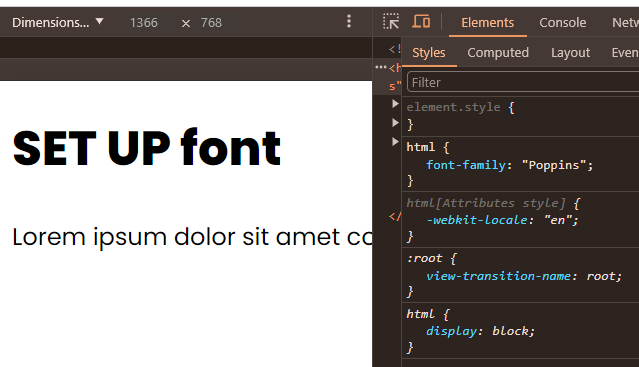 Dimensions... ▼ 1366 × 768
Elements Console Netw
Styles Computed Layout Even
Filter
<!
<h
s"
</
element.style {
}
html {
font-family: "Poppins";
}
html[Attributes style] {
-webkit-locale: "en";
}
:root {
view-transition-name: root;
}
html {
display: block;
}
SET UP font
Lorem ipsum dolor sit amet co